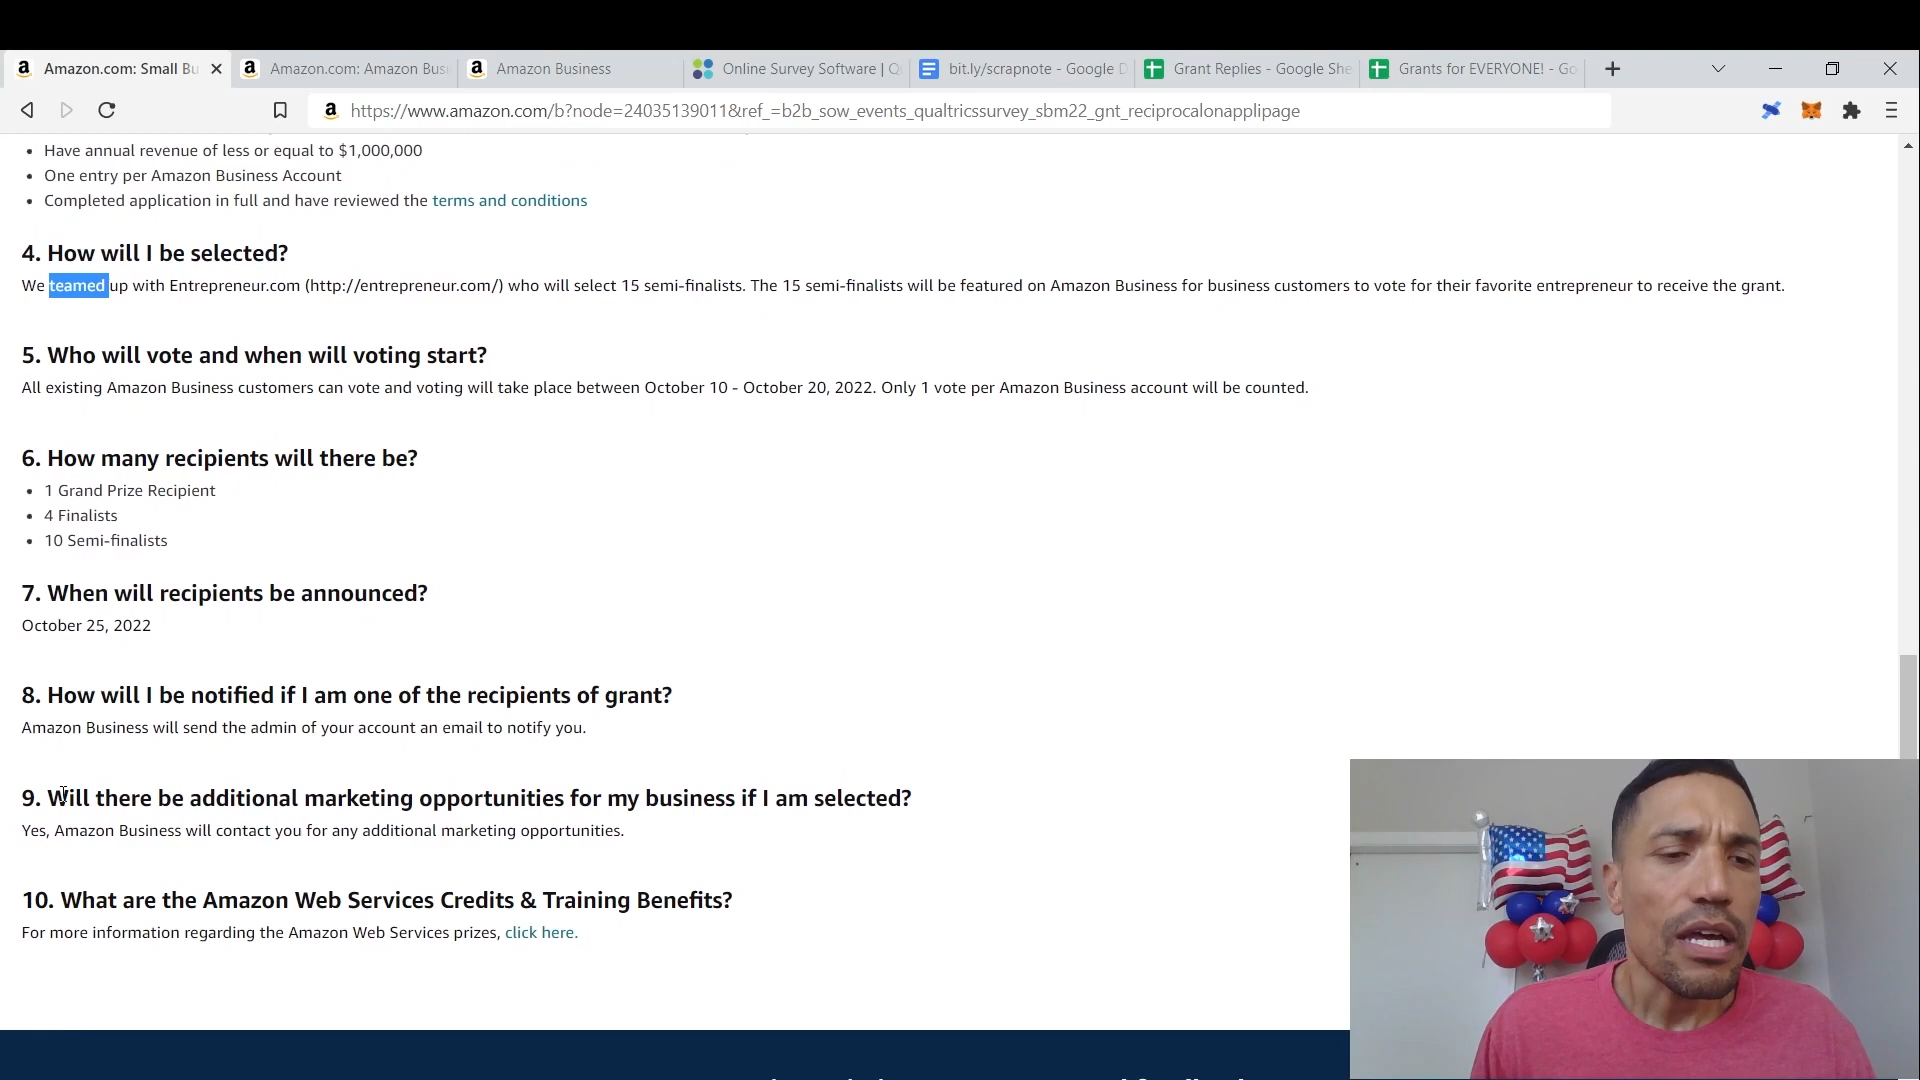 Amazon.com: Small Bu
Amazon.com: Amazon Busi
Amazon Business
Online Survey Software | Q
bit.ly/scrapnote - Google D
Grant Replies - Google She
Grants for EVERYONE! - Go
https://www.amazon.com/b?node=24035139011&ref_=b2b_sow_events_qualtricssurvey_sbm22_gnt_reciprocalonapplipage
• Have annual revenue of less or equal to $1,000,000
• One entry per Amazon Business Account
• Completed application in full and have reviewed the terms and conditions
4. How will I be selected?
We teamed up with Entrepreneur.com (http://entrepreneur.com/) who will select 15 semi-finalists. The 15 semi-finalists will be featured on Amazon Business for business customers to vote for their favorite entrepreneur to receive the grant.
5. Who will vote and when will voting start?
All existing Amazon Business customers can vote and voting will take place between October 10 - October 20, 2022. Only 1 vote per Amazon Business account will be counted.
6. How many recipients will there be?
• 1 Grand Prize Recipient
• 4 Finalists
• 10 Semi-finalists
7. When will recipients be announced?
October 25, 2022
8. How will I be notified if I am one of the recipients of grant?
Amazon Business will send the admin of your account an email to notify you.
9. Will there be additional marketing opportunities for my business if I am selected?
Yes, Amazon Business will contact you for any additional marketing opportunities.
10. What are the Amazon Web Services Credits & Training Benefits?
For more information regarding the Amazon Web Services prizes, click here.